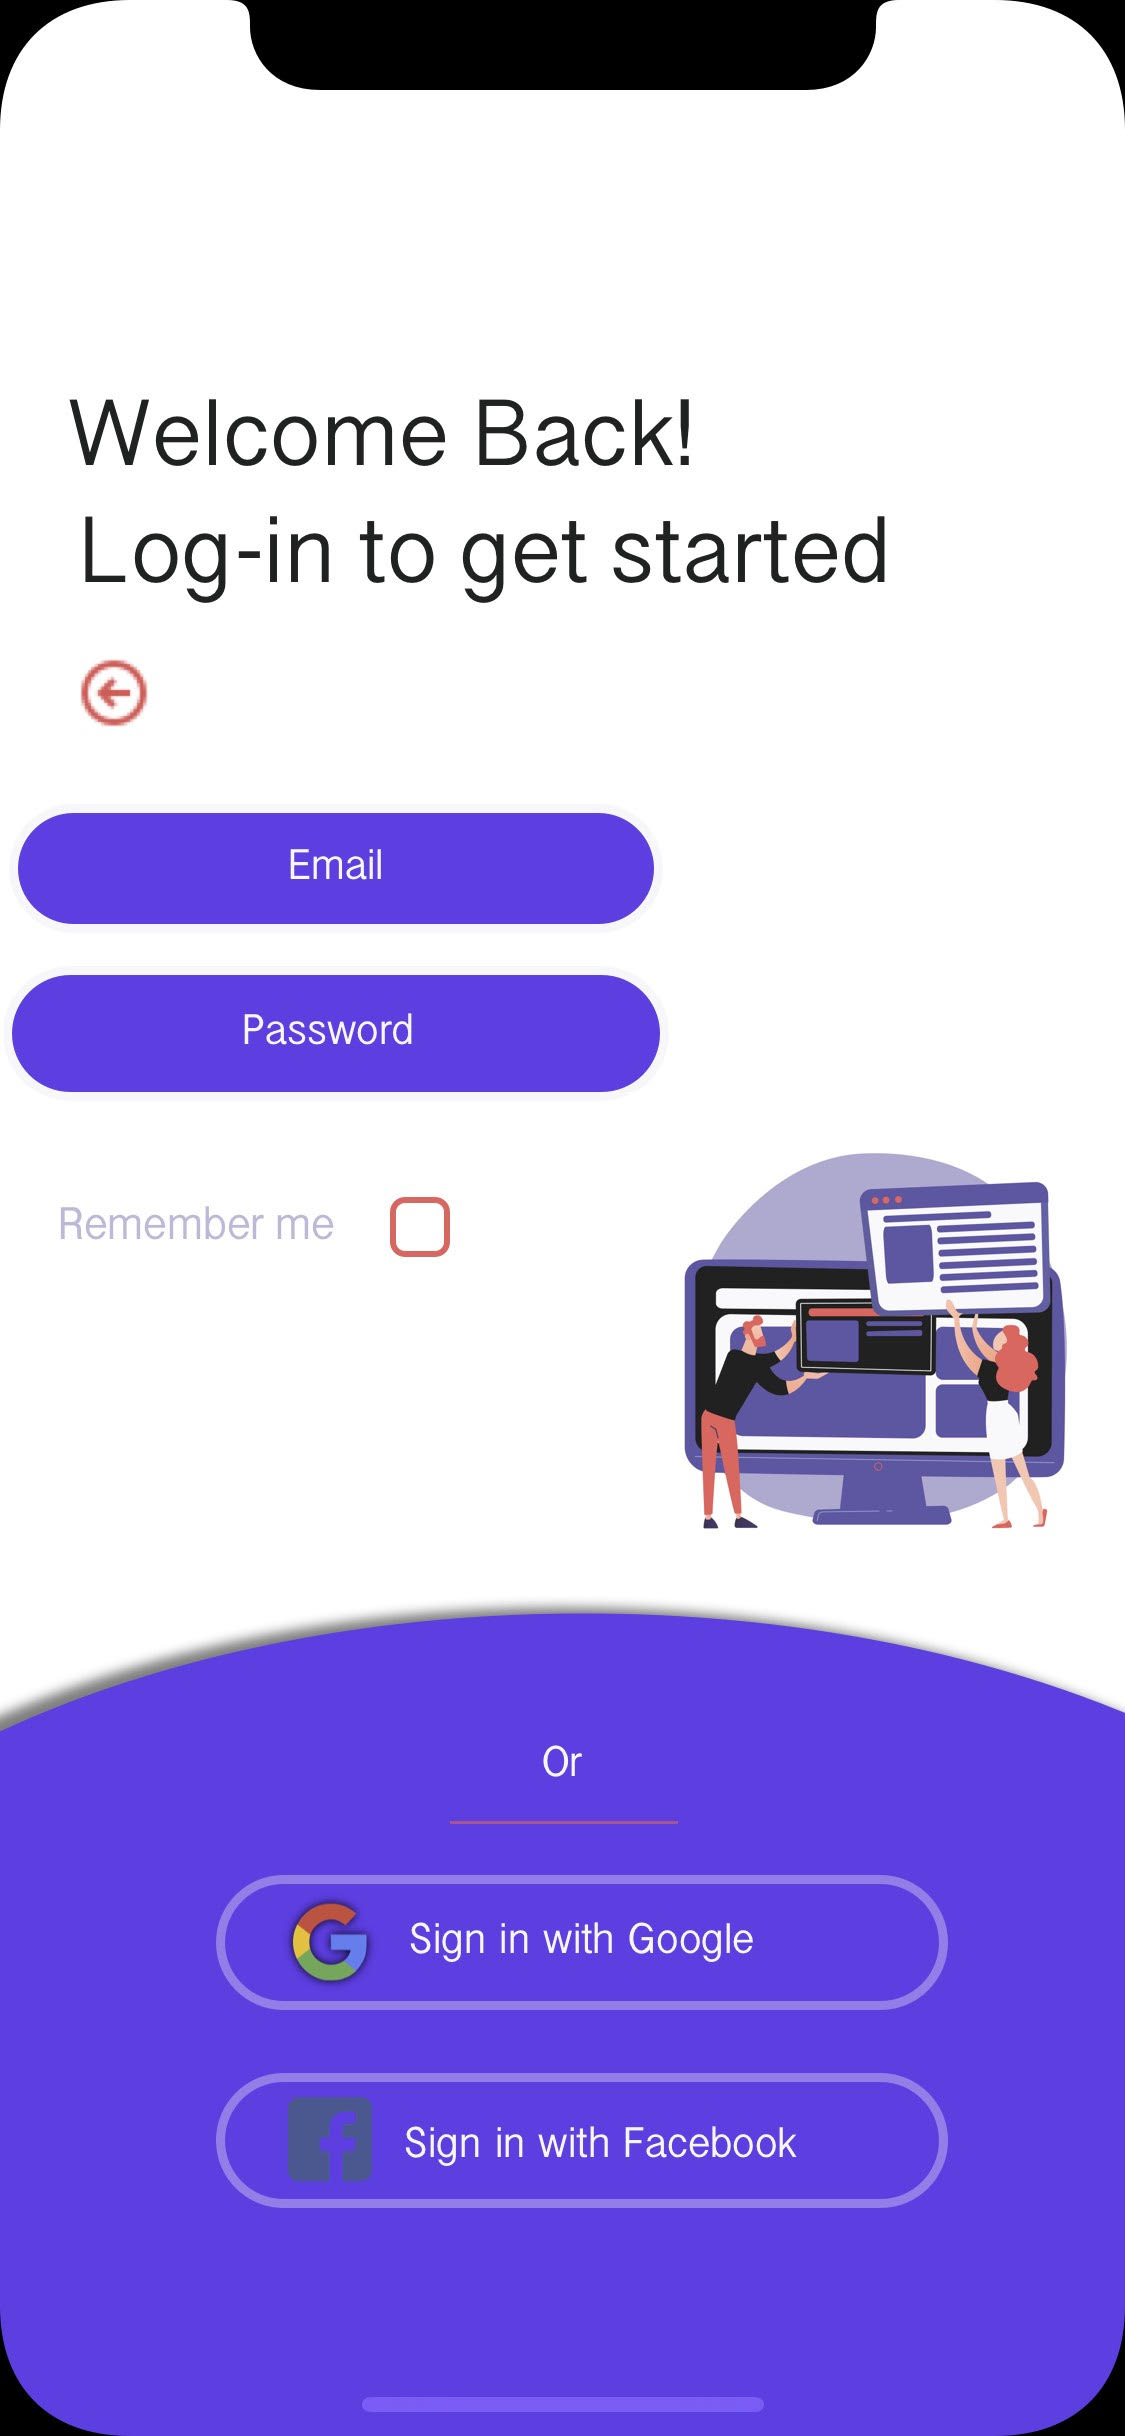 Welcome Back!
Log-in to get started
Email
Password
Remember me
Or
Sign in with Google
Sign in with Facebook